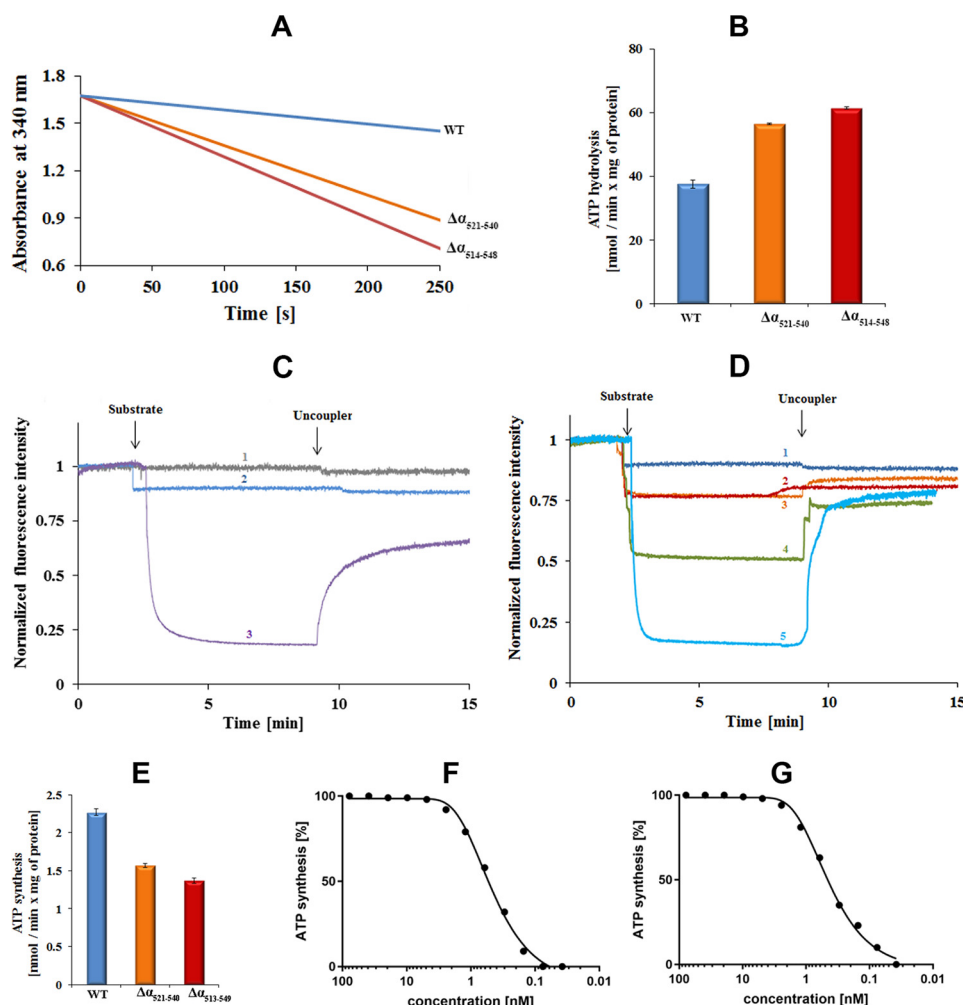 A
Absorbance at 340 nm
1.8
1.5
1.2
0.9
0.6
0
50
100
150
200
250
Time [s]
WT
Δα521-540
Δα514-548
B
ATP hydrolysis
[nmol / min x mg of protein]
80
60
40
20
0
WT
Δα521-540
Δα514-548
C
Substrate
Uncoupler
Normalized fluorescence intensity
1
0.75
0.5
0.25
0
1
2
3
0
5
10
15
Time [min]
D
Substrate
Uncoupler
Normalized fluorescence intensity
1
0.75
0.5
0.25
0
1
2
3
4
5
0
5
10
15
Time [min]
E
ATP synthesis
[nmol / min x mg of protein]
2.5
2
1.5
1
0.5
0
WT
Δα521-540
Δα513-549
F
ATP synthesis [%]
100
50
0
100
10
1
0.1
0.01
concentration [nM]
G
ATP synthesis [%]
100
50
0
100
10
1
0.1
0.01
concentration [nM]